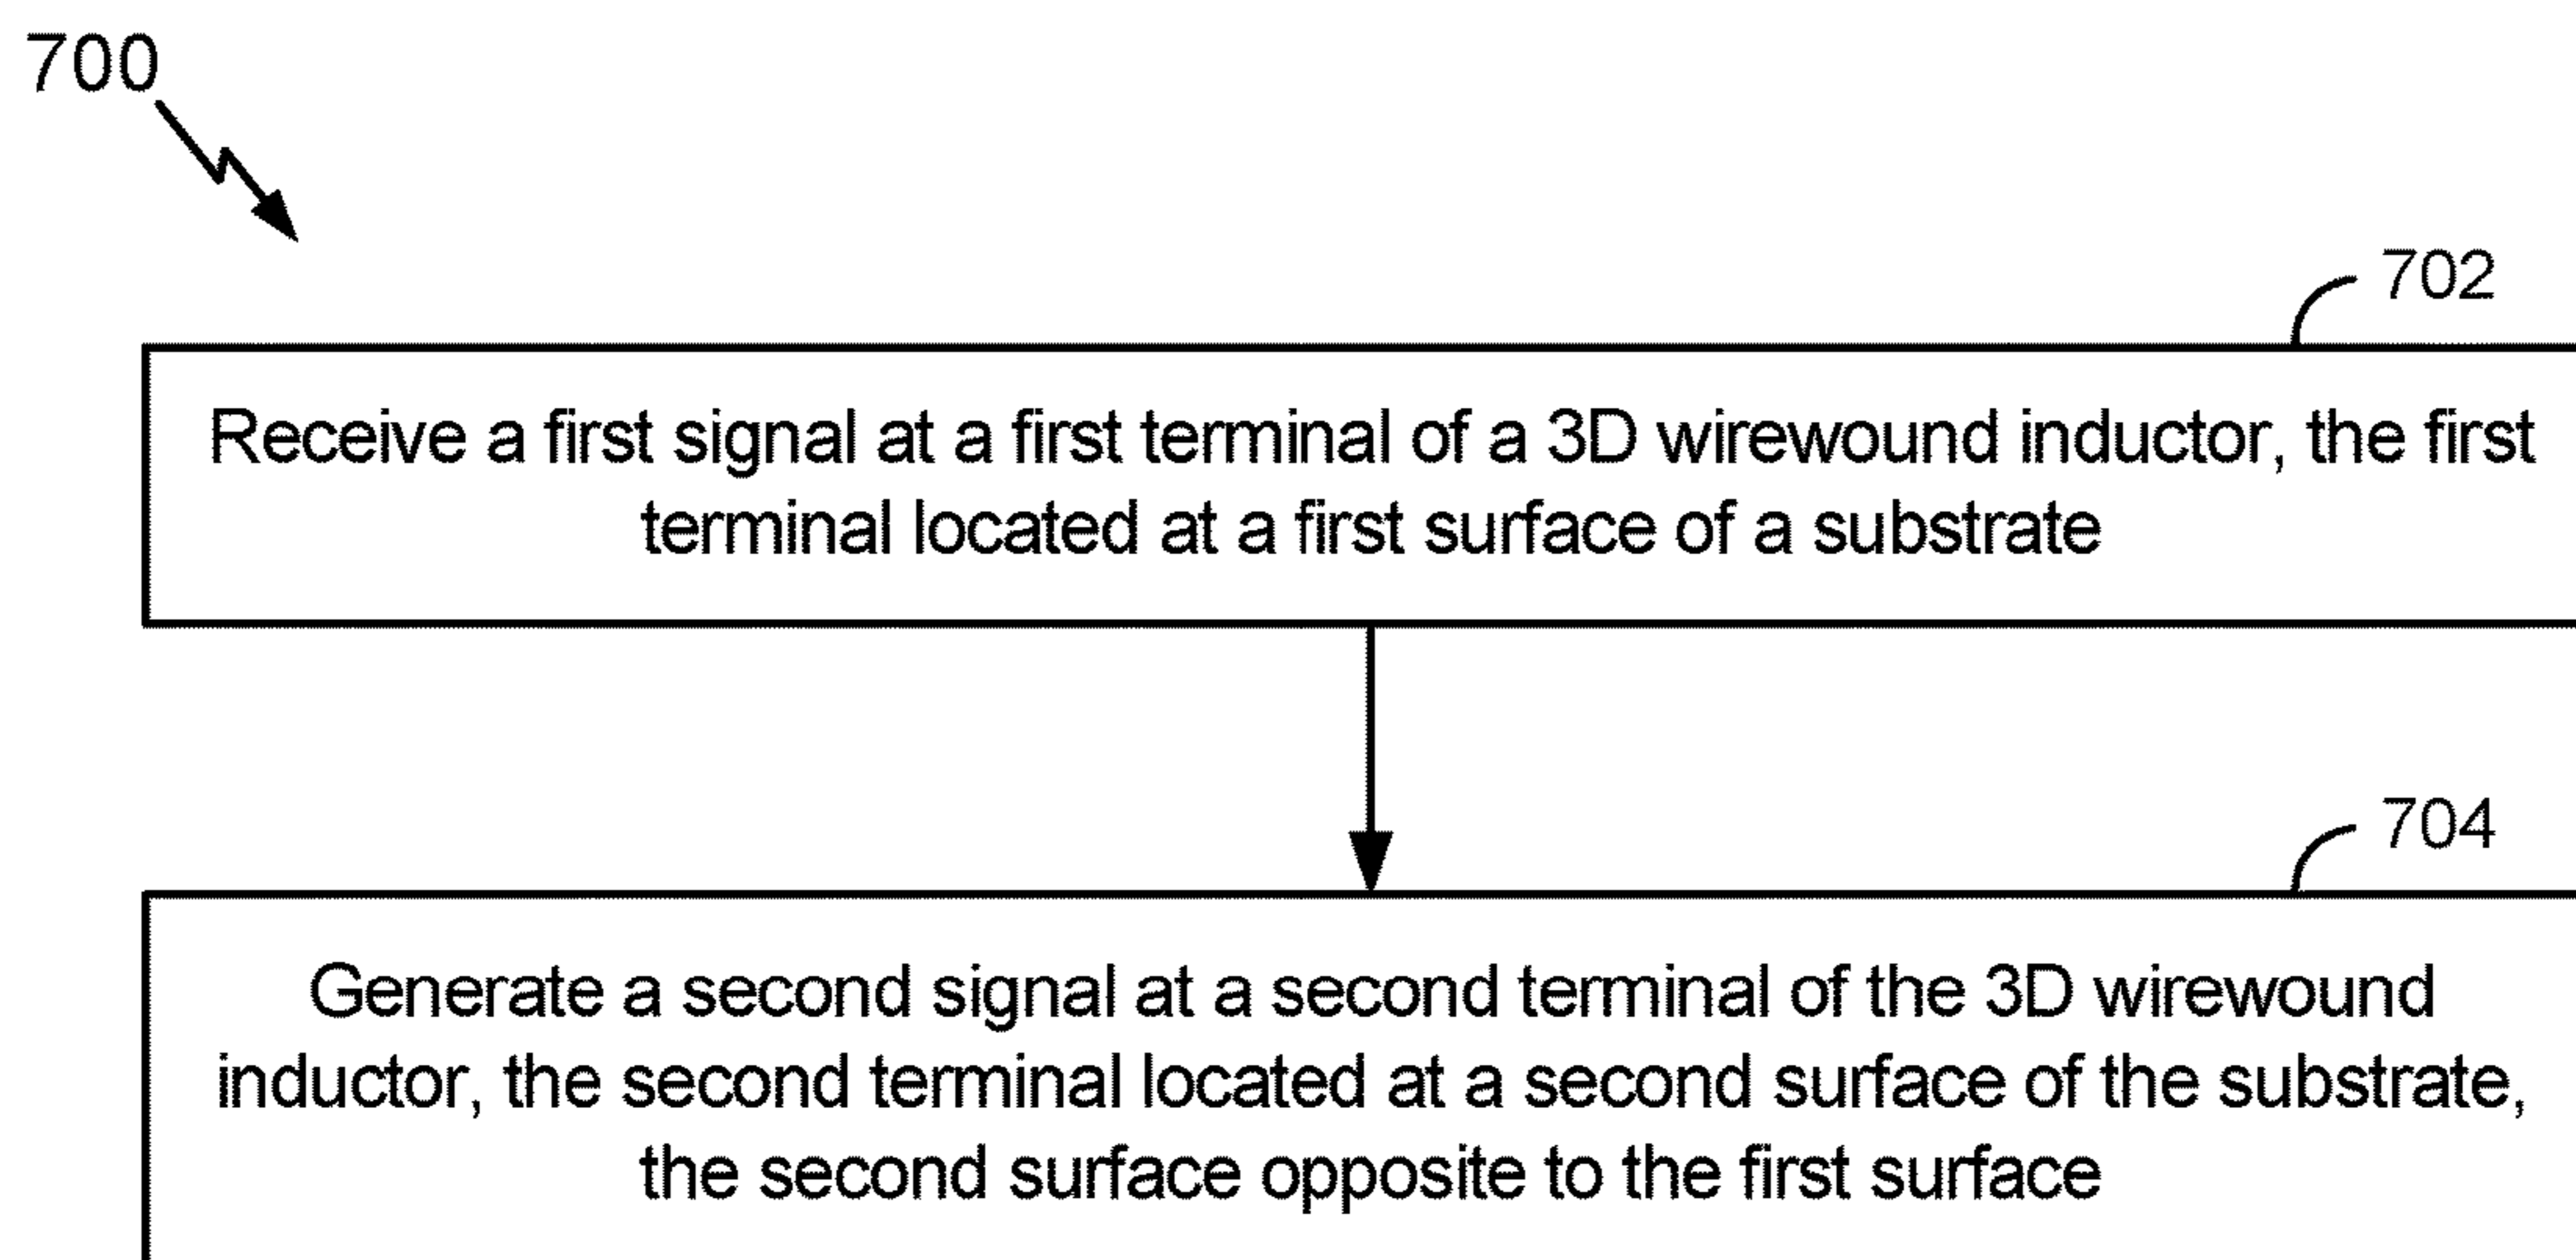 700
702
Receive a first signal at a first terminal of a 3D wirewound inductor, the first
terminal located at a first surface of a substrate
704
Generate a second signal at a second terminal of the 3D wirewound
inductor, the second terminal located at a second surface of the substrate,
the second surface opposite to the first surface